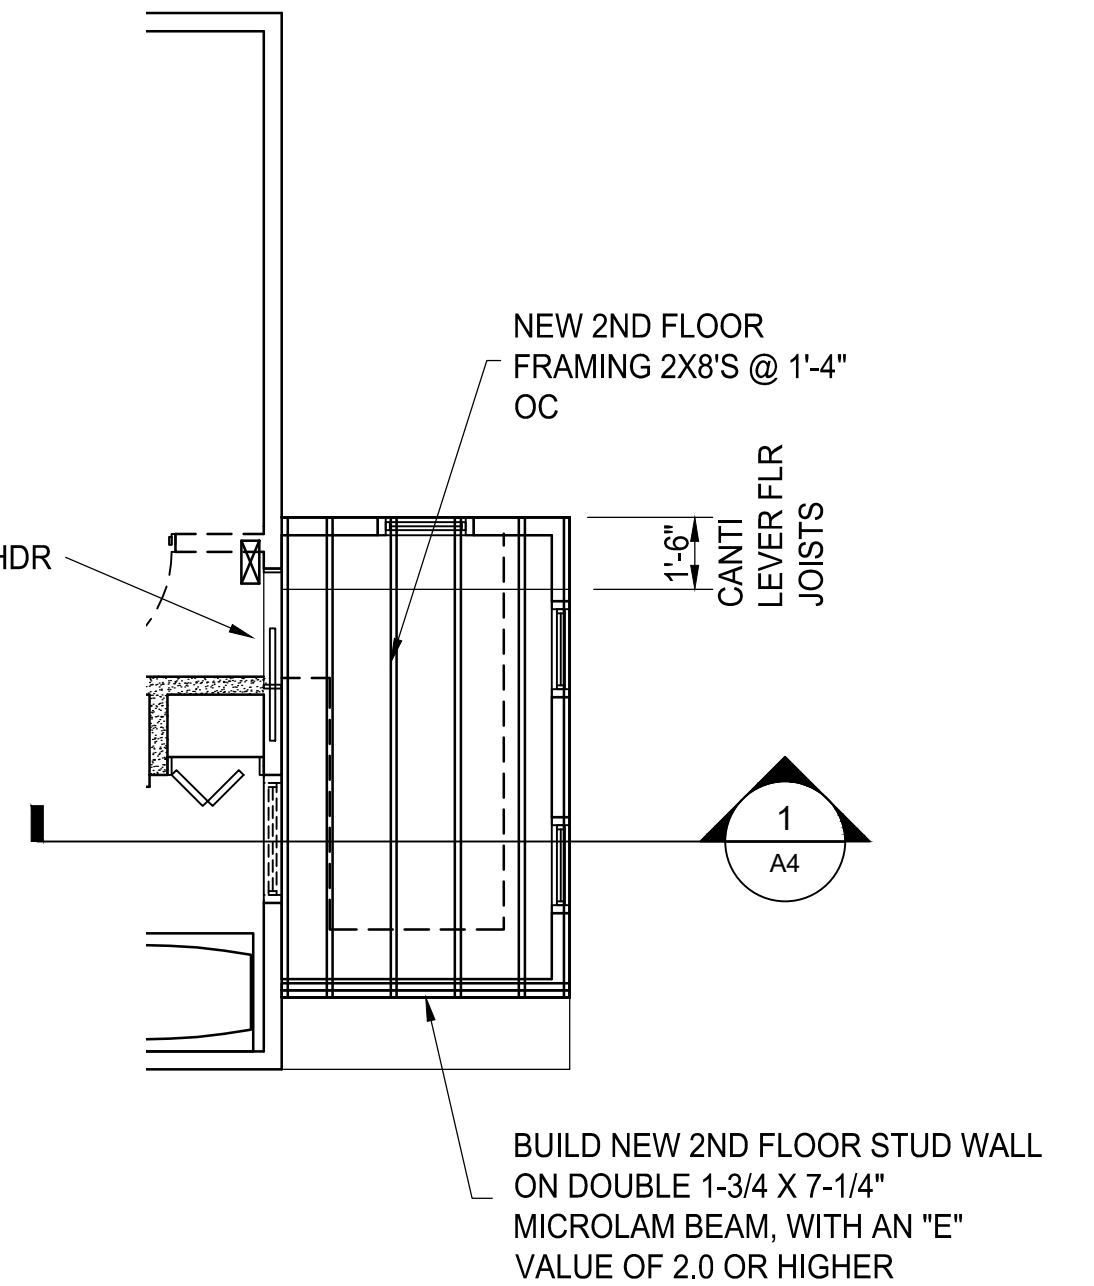 NEW 2ND FLOOR
FRAMING 2X8'S @ 1'-4"
OC
1'-6"
CANTI
LEVER FLR
JOISTS
HDR
1
A4
BUILD NEW 2ND FLOOR STUD WALL
ON DOUBLE 1-3/4 X 7-1/4"
MICROLAM BEAM, WITH AN "E"
VALUE OF 2.0 OR HIGHER